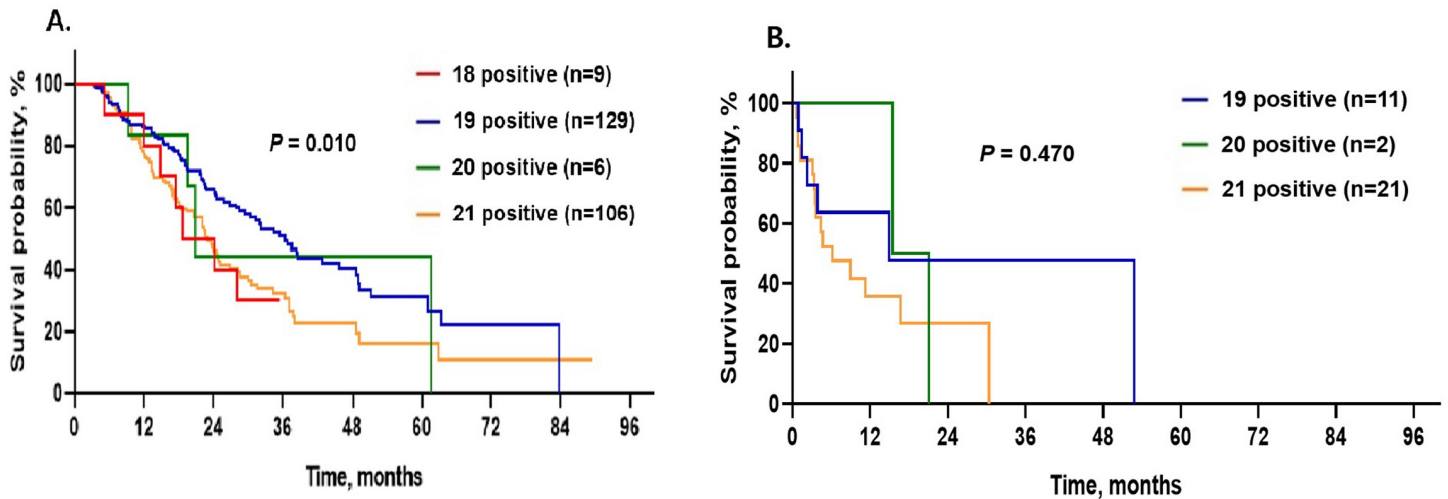 A.
Survival probability, %
100
80
60
40
20
0
0 12 24 36 48 60 72 84 96
Time, months
P = 0.010
18 positive (n=9)
19 positive (n=129)
20 positive (n=6)
21 positive (n=106)
B.
Survival probability, %
100
80
60
40
20
0
0 12 24 36 48 60 72 84 96
Time, months
P = 0.470
19 positive (n=11)
20 positive (n=2)
21 positive (n=21)